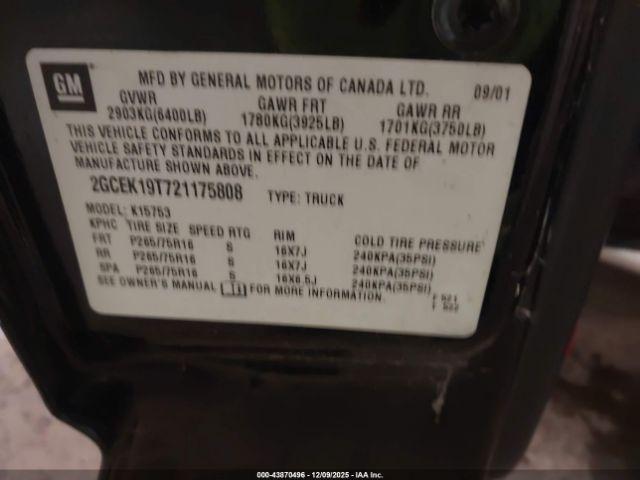 GM
MFD BY GENERAL MOTORS OF CANADA LTD. 09/01
GVWR GAWR FRT GAWR RR
2903KG(6400LB) 1780KG(3925LB) 1701KG(3750LB)
THIS VEHICLE CONFORMS TO ALL APPLICABLE U.S. FEDERAL MOTOR
VEHICLE SAFETY STANDARDS IN EFFECT ON THE DATE OF
MANUFACTURE SHOWN ABOVE.
2GCEK19T721175808 TYPE: TRUCK
MODEL: K15753
KPHC TIRE SIZE SPEED RTG RIM COLD TIRE PRESSURE
FRT P265/75R16 S 16X7J 240KPA(35PSI)
RR P265/75R16 S 16X7J 240KPA(35PSI)
SPA P265/75R16 S 16X6.5J 240KPA(35PSI)
SEE OWNER'S MANUAL FOR MORE INFORMATION.
F 521
T 522
000-43870496 - 12/09/2025 - IAA Inc.